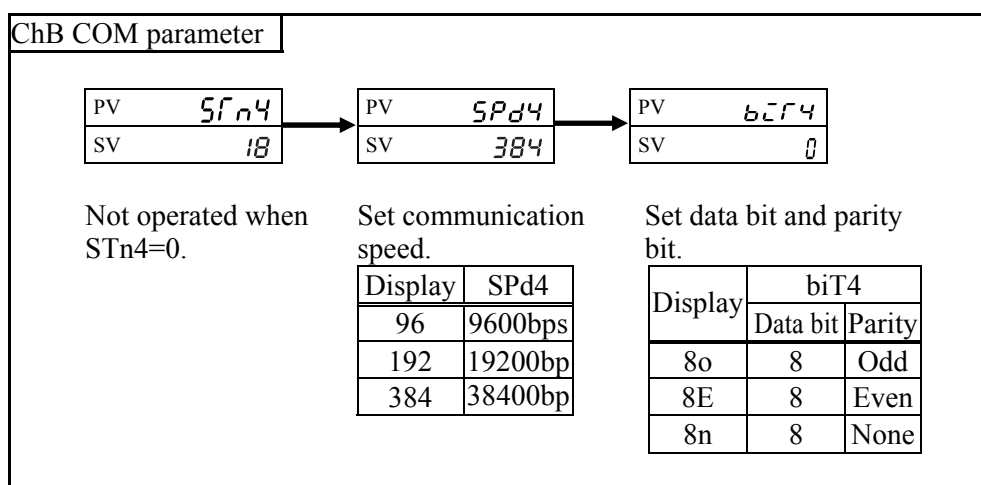 ChB COM parameter
PV STn4
SV 18
PV SPd4
SV 384
PV biT4
SV 0
Not operated when
STn4=0.
Set communication
speed.
Display SPd4
96 9600bps
192 19200bp
384 38400bp
Set data bit and parity
bit.
Display biT4
Data bit Parity
8o 8 Odd
8E 8 Even
8n 8 None